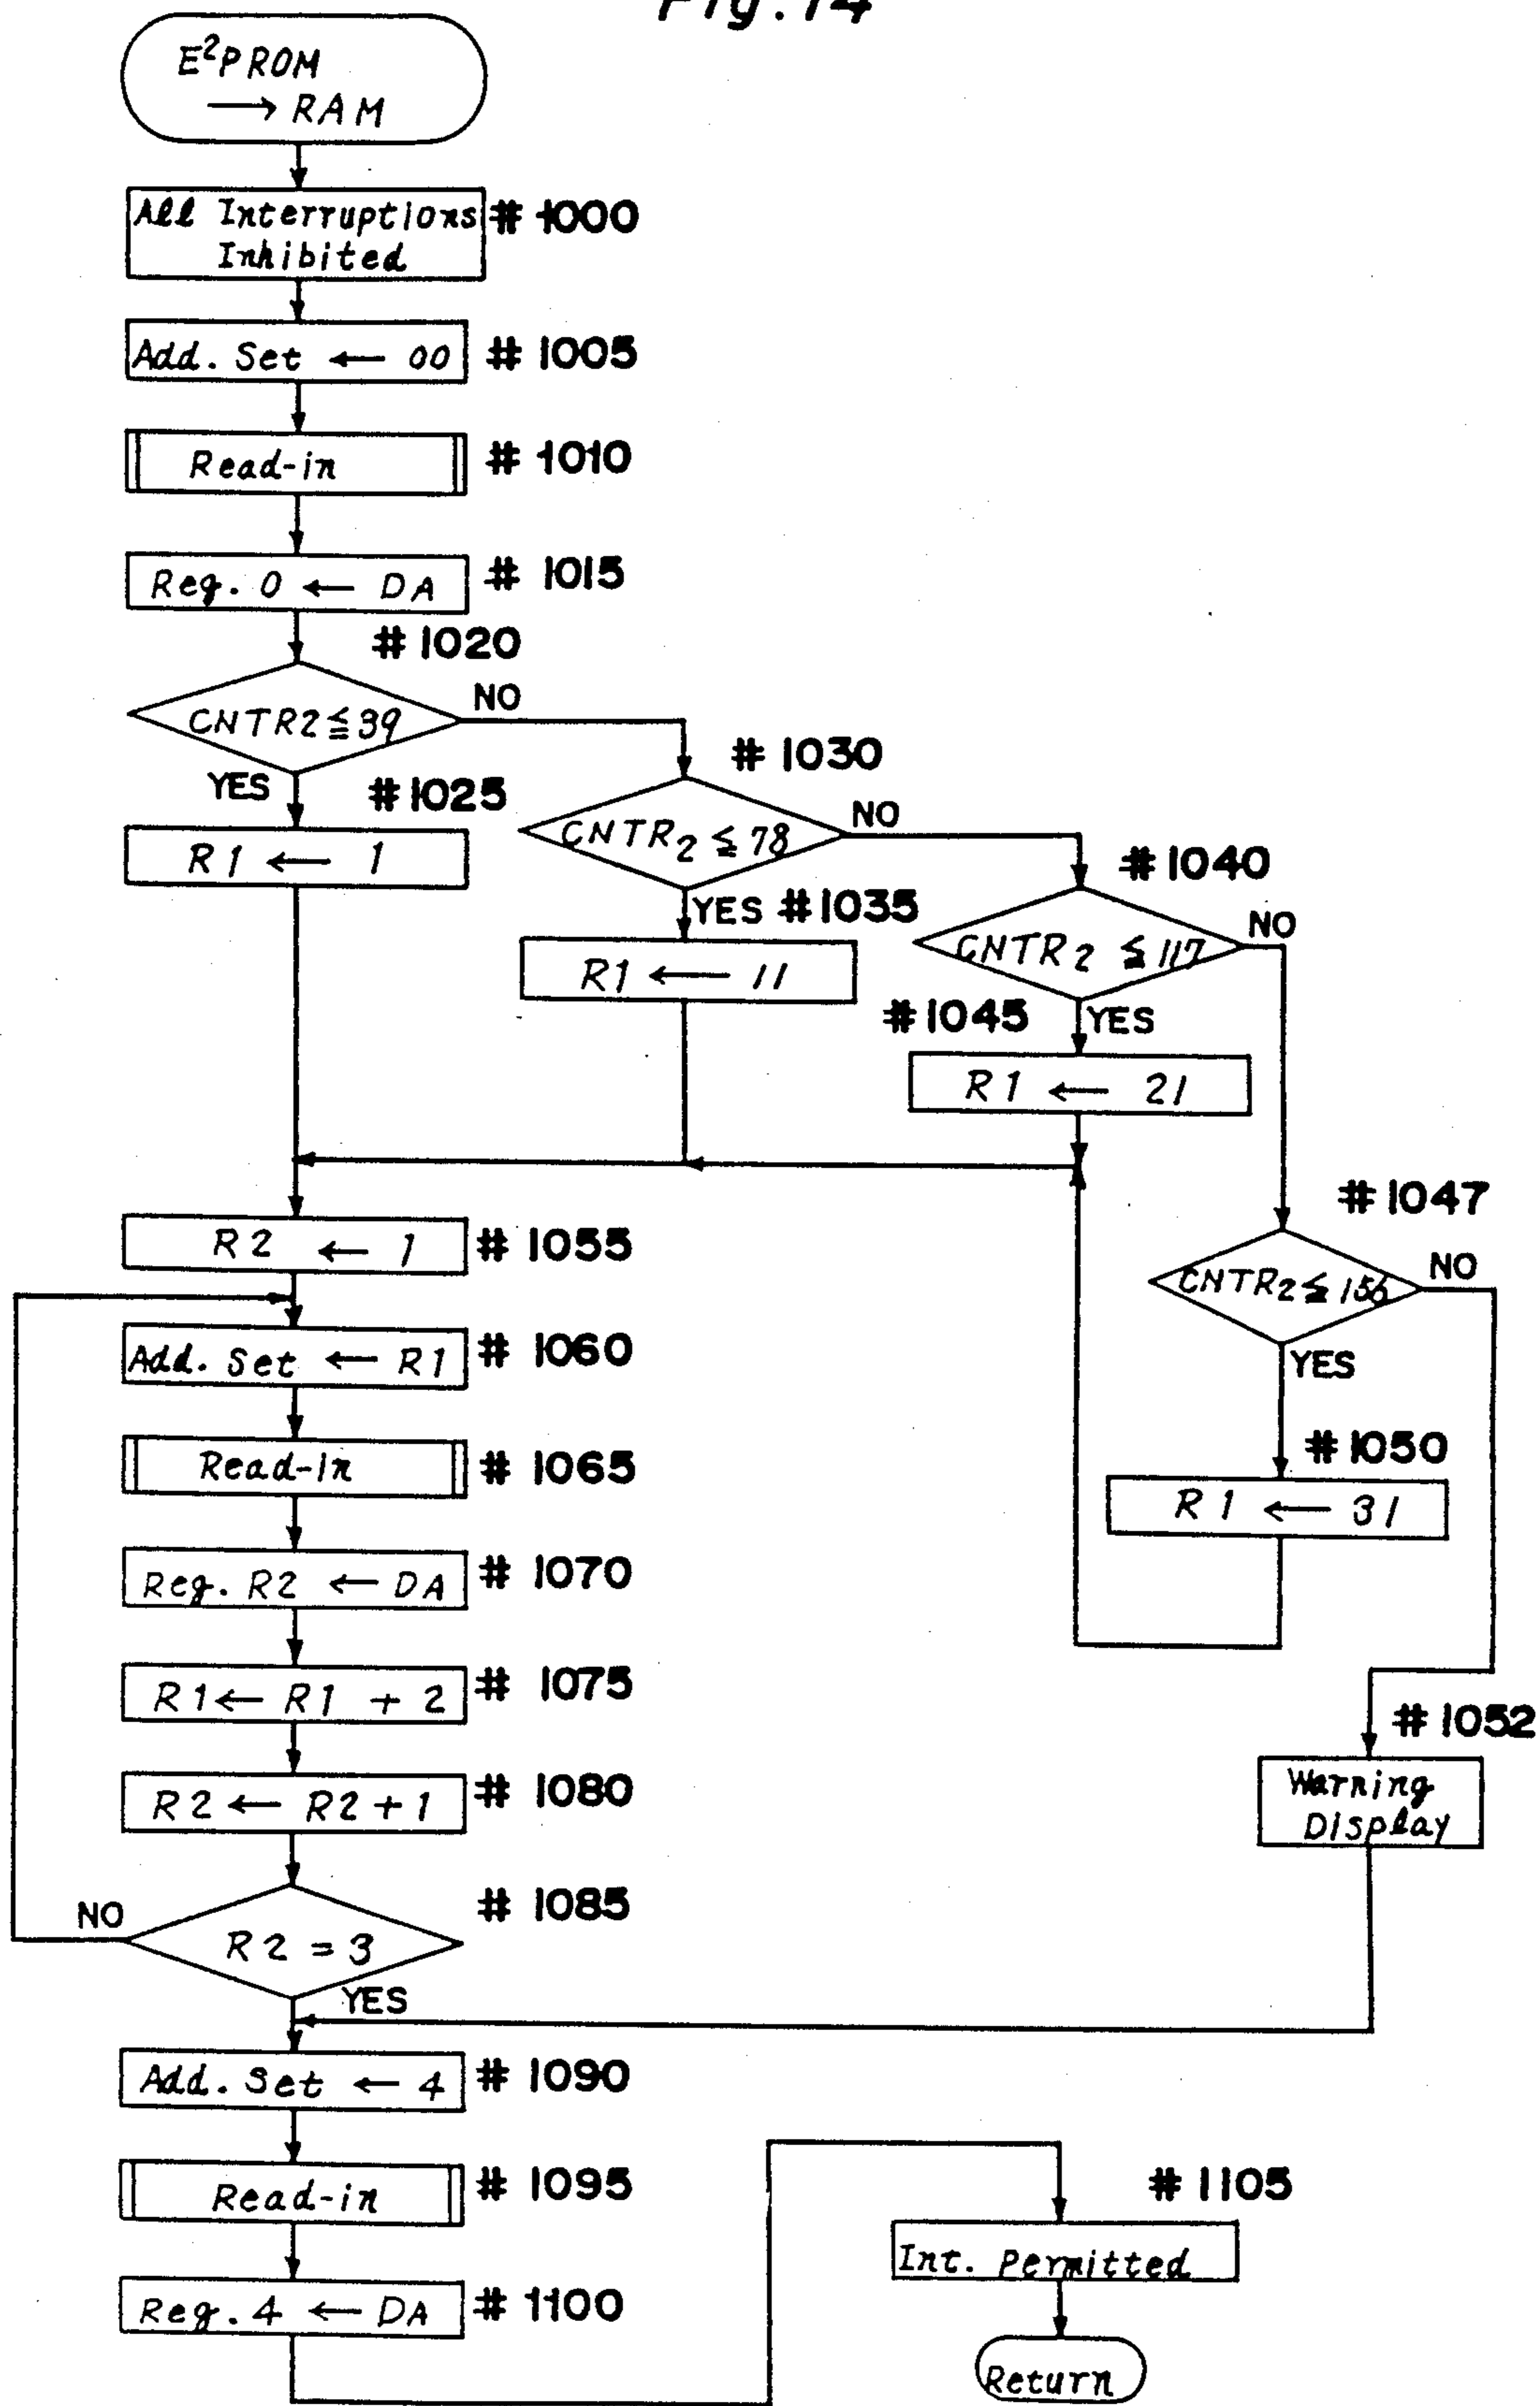 Fig. 14
E²PROM
→ RAM
All Interruptions
Inhibited
# 1000
Add. Set ← 00
# 1005
Read-in
# 1010
Reg. 0 ← DA
# 1015
# 1020
CNTR2 ≦ 39
NO
YES
# 1025
R1 ← 1
# 1030
CNTR2 ≦ 78
NO
YES
# 1035
R1 ← 11
# 1040
CNTR2 ≦ 117
NO
YES
# 1045
R1 ← 21
# 1047
CNTR2 ≦ 156
NO
YES
# 1050
R1 ← 31
# 1052
Warning
Display
R2 ← 1
# 1055
Add. Set ← R1
# 1060
Read-in
# 1065
Reg. R2 ← DA
# 1070
R1 ← R1 + 2
# 1075
R2 ← R2 + 1
# 1080
# 1085
R2 = 3
NO
YES
Add. Set ← 4
# 1090
Read-in
# 1095
Reg. 4 ← DA
# 1100
# 1105
Int. Permitted
Return